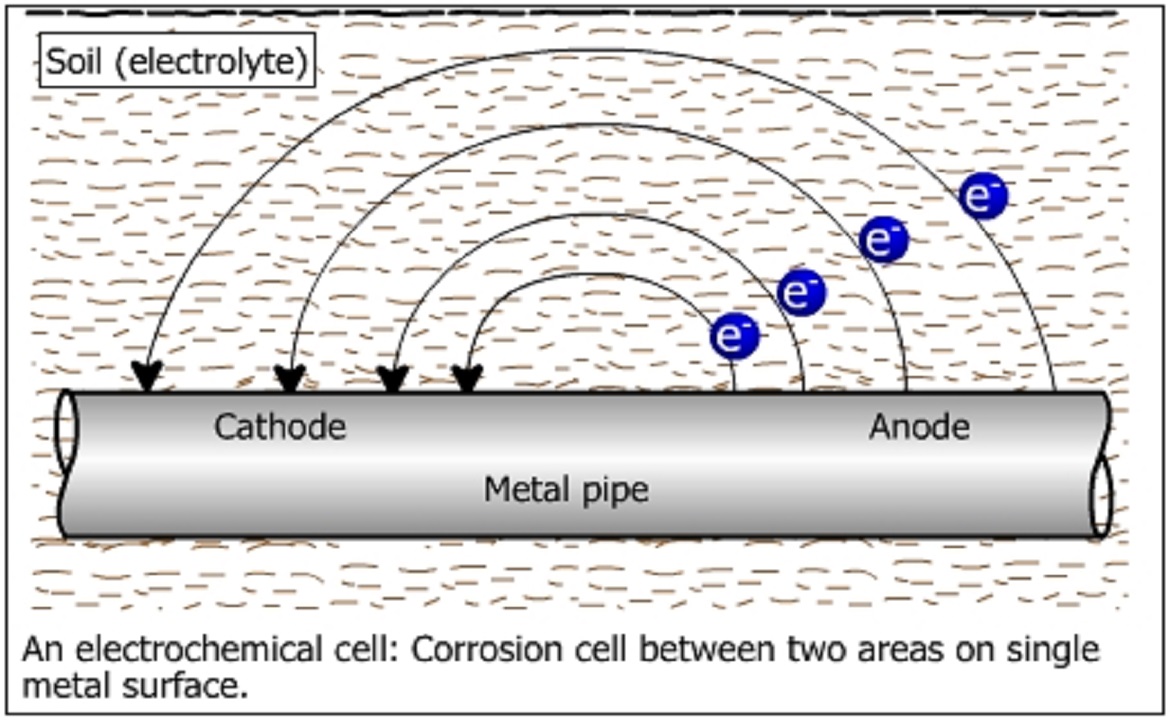 Soil (electrolyte)
e-
e-
e-
e-
Cathode
Anode
Metal pipe
An electrochemical cell: Corrosion cell between two areas on single
metal surface.